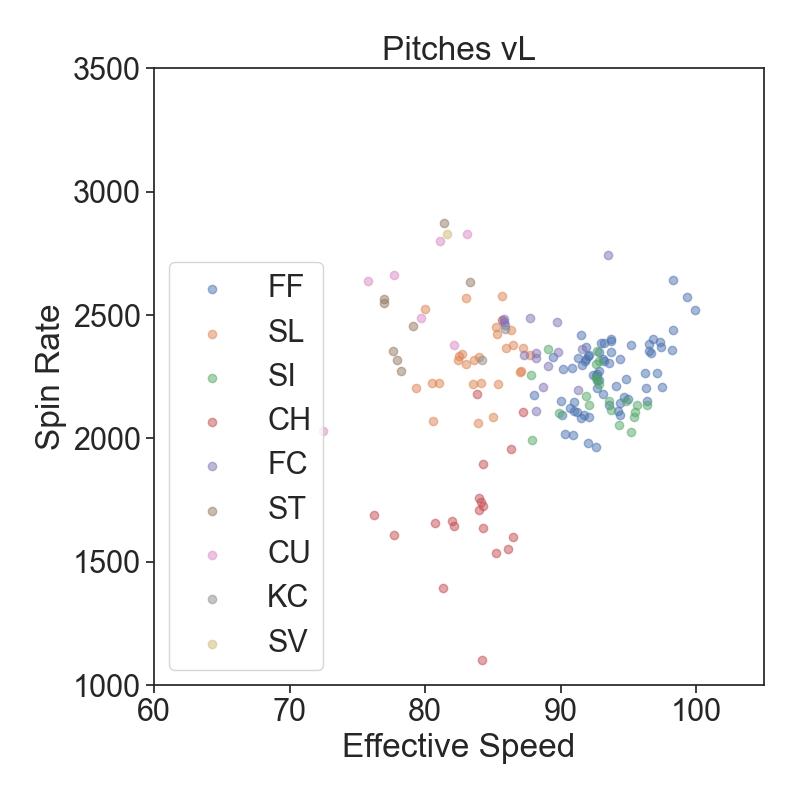 Pitches vL
3500
3000
2500
2000
1500
1000
Spin Rate
FF
SL
SI
CH
FC
ST
CU
KC
SV
60 70 80 90 100
Effective Speed